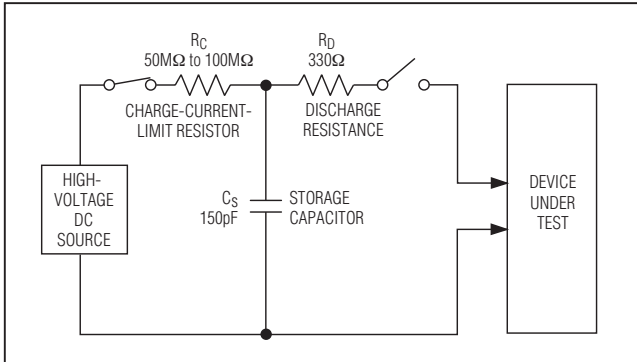 RC
50MΩ to 100MΩ
CHARGE-CURRENT-
LIMIT RESISTOR
RD
330Ω
DISCHARGE
RESISTANCE
HIGH-
VOLTAGE
DC
SOURCE
CS
150pF
STORAGE
CAPACITOR
DEVICE
UNDER
TEST